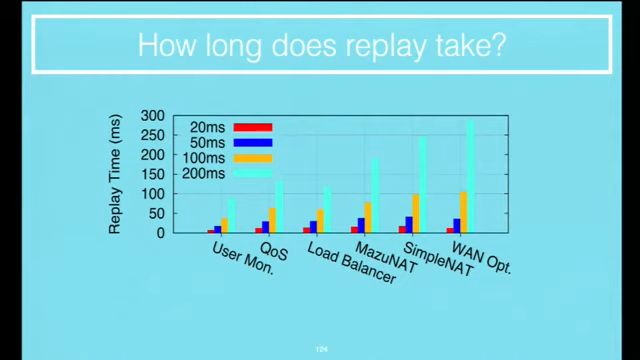 How long does replay take?
Replay Time (ms)
300
250
200
150
100
50
0
20ms
50ms
100ms
200ms
User Mon.
QoS
Load Balancer
MazuNAT
SimpleNAT
WAN Opt.
124